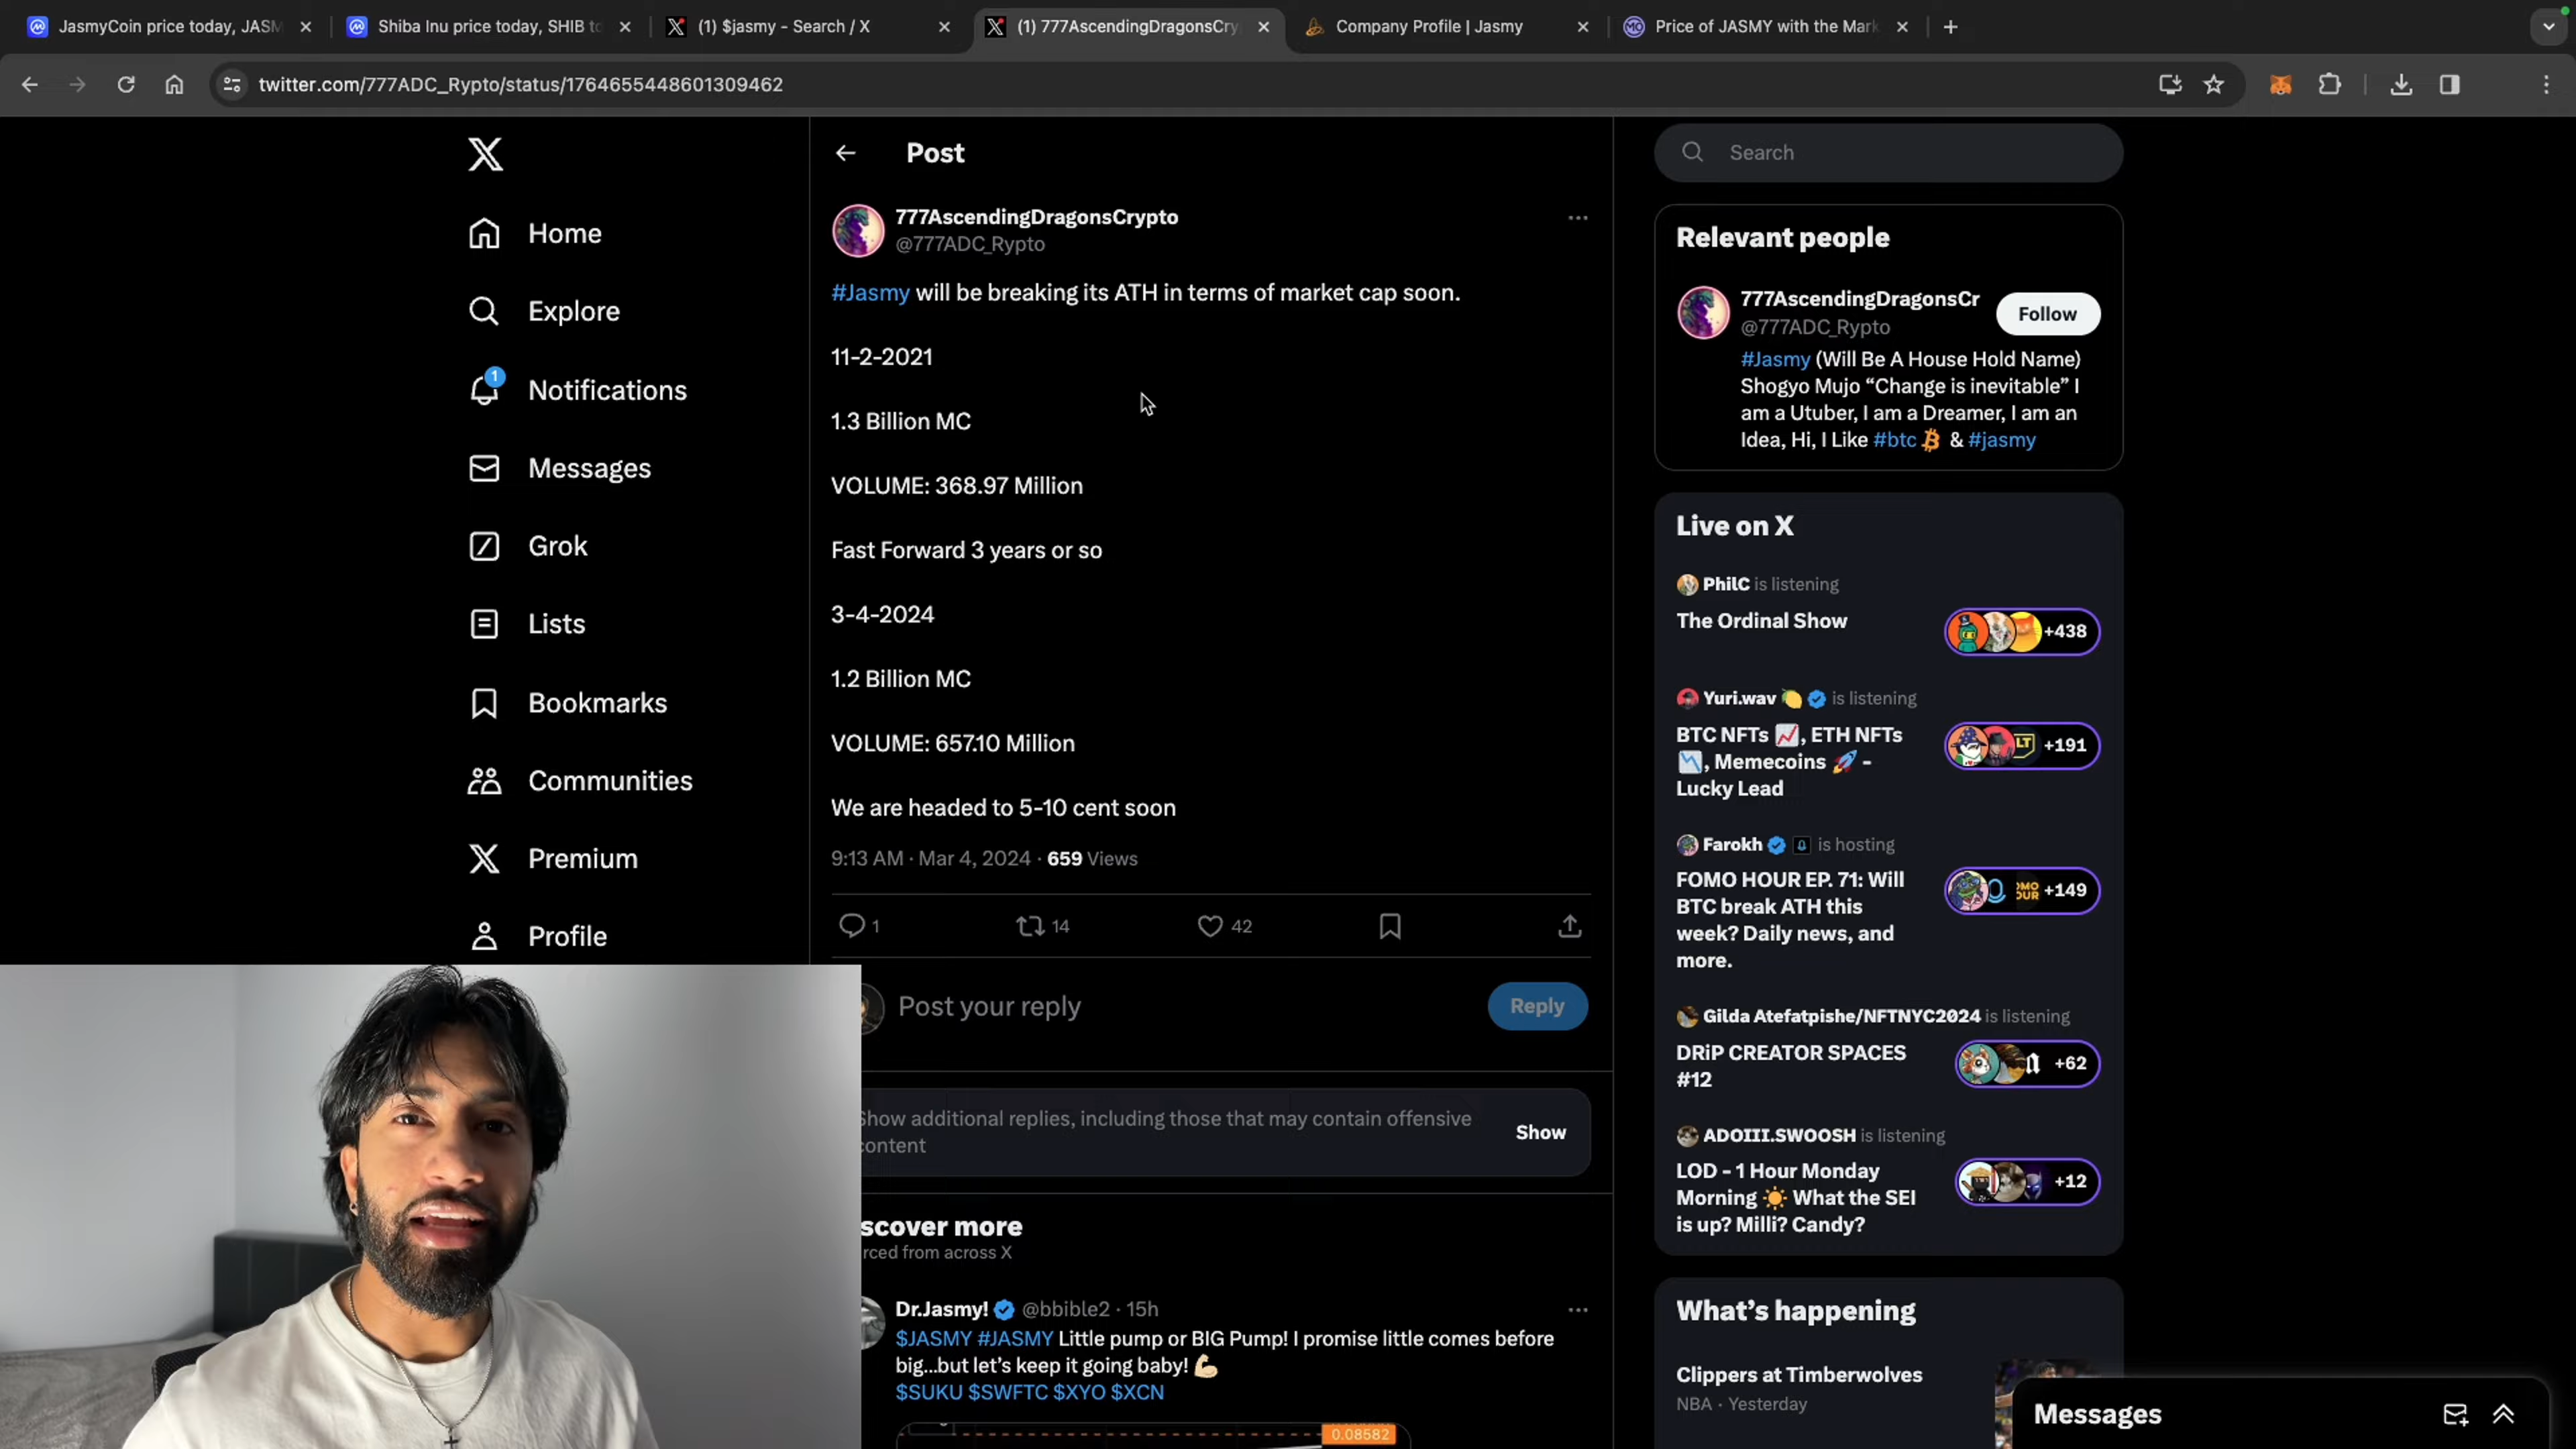 JasmyCoin price today, JASM
Shiba Inu price today, SHIB to
(1) $jasmy - Search / X
(1) 777AscendingDragonsCry
Company Profile | Jasmy
Price of JASMY with the Mark
twitter.com/777ADC_Rypto/status/1764655448601309462
Home
Explore
1
Notifications
Messages
Grok
Lists
Bookmarks
Communities
Premium
Profile
Post
777AscendingDragonsCrypto
@777ADC_Rypto
#Jasmy will be breaking its ATH in terms of market cap soon.
11-2-2021
1.3 Billion MC
VOLUME: 368.97 Million
Fast Forward 3 years or so
3-4-2024
1.2 Billion MC
VOLUME: 657.10 Million
We are headed to 5-10 cent soon
9:13 AM · Mar 4, 2024 · 659 Views
1 14 42
Post your reply
Reply
Show additional replies, including those that may contain offensive
content
Show
scover more
rced from across X
Dr.Jasmy! @bbible2 · 15h
$JASMY #JASMY Little pump or BIG Pump! I promise little comes before
big...but let's keep it going baby!
$SUKU $SWFTC $XYO $XCN
0.08582
Search
Relevant people
777AscendingDragonsCr
@777ADC_Rypto
Follow
#Jasmy (Will Be A House Hold Name)
Shogyo Mujo “Change is inevitable” I
am a Utuber, I am a Dreamer, I am an
Idea, Hi, I Like #btc & #jasmy
Live on X
PhilC is listening
The Ordinal Show
+438
Yuri.wav is listening
BTC NFTs, ETH NFTs
, Memecoins -
Lucky Lead
+191
Farokh is hosting
FOMO HOUR EP. 71: Will
BTC break ATH this
week? Daily news, and
more.
+149
Gilda Atefatpishe/NFTNYC2024 is listening
DRiP CREATOR SPACES
#12
+62
ADOIII.SWOOSH is listening
LOD - 1 Hour Monday
Morning What the SEI
is up? Milli? Candy?
+12
What's happening
Clippers at Timberwolves
NBA · Yesterday
Messages